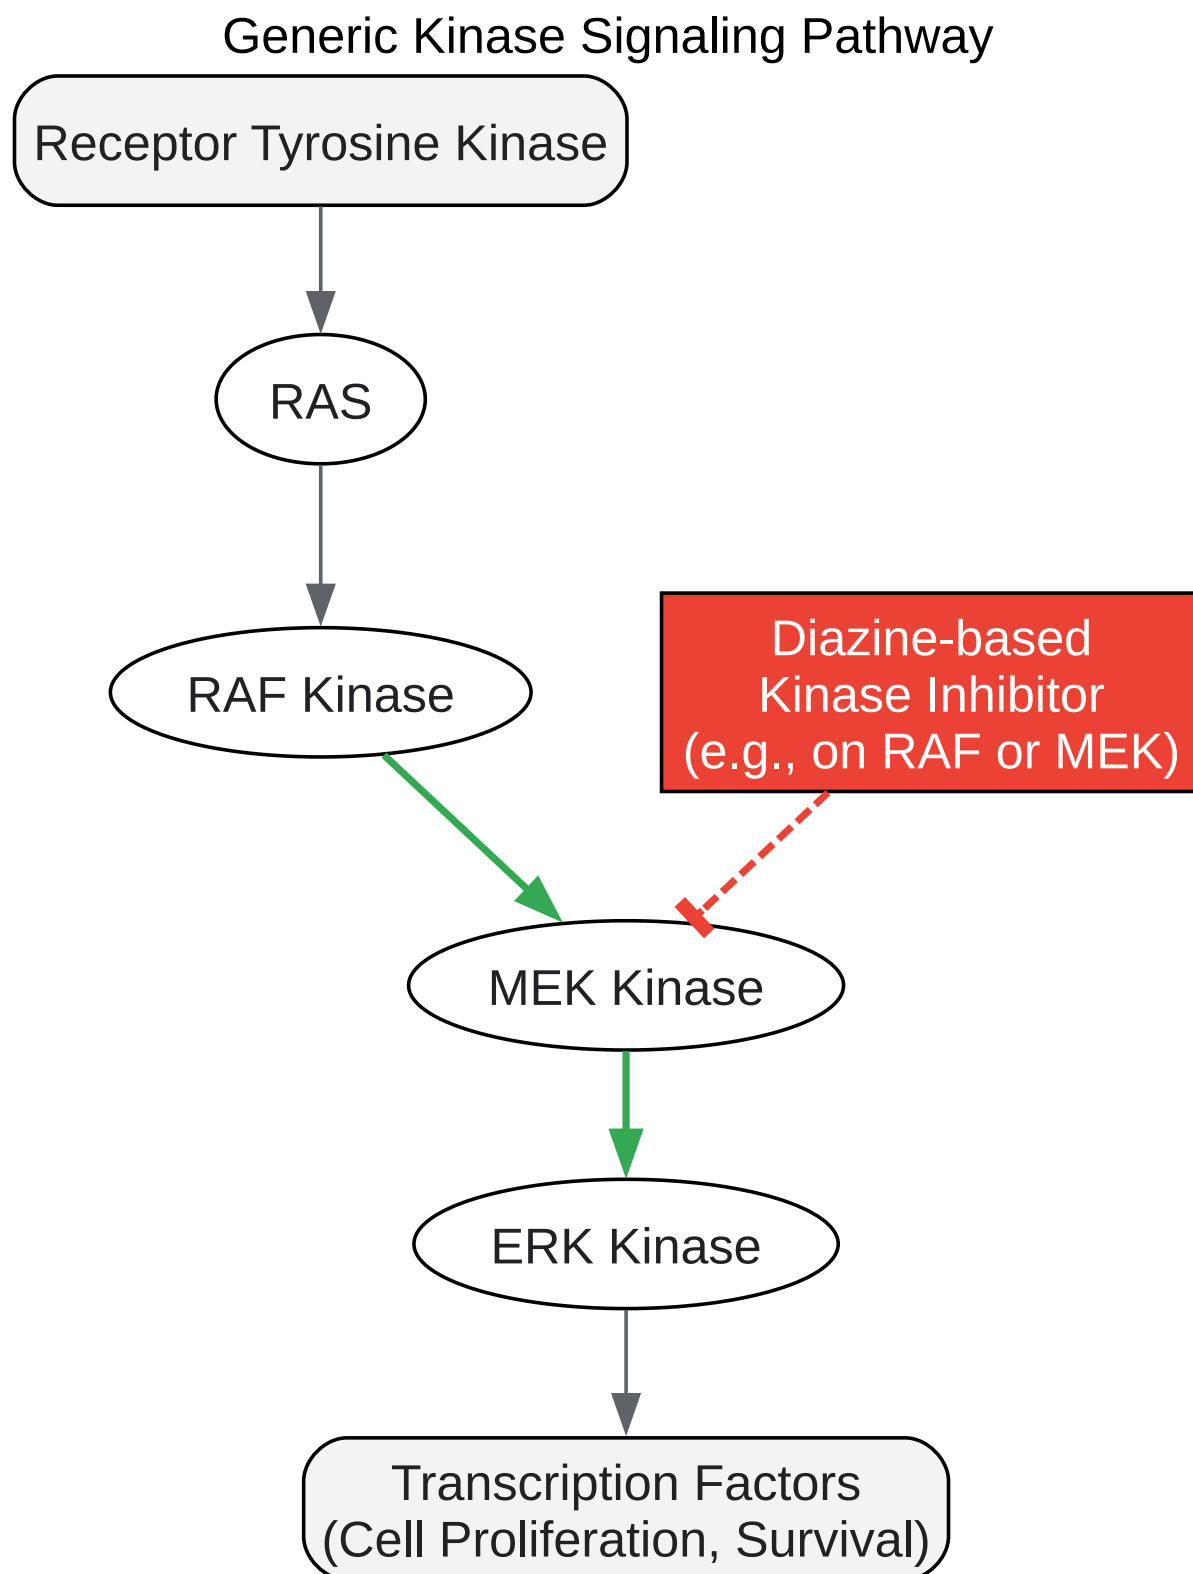 Generic Kinase Signaling Pathway
Receptor Tyrosine Kinase
RAS
RAF Kinase
Diazine-based
Kinase Inhibitor
(e.g., on RAF or MEK)
MEK Kinase
ERK Kinase
Transcription Factors
(Cell Proliferation, Survival)